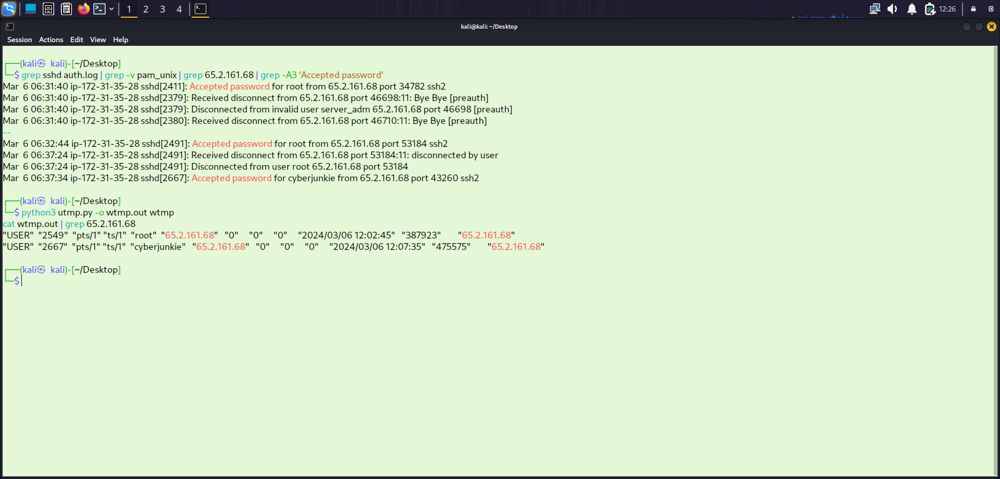 1 2 3 4
12:26
kali@kali: ~/Desktop
Session Actions Edit View Help
┌──(kali㉿ kali)-[~/Desktop]
└─$ grep sshd auth.log | grep -v pam_unix | grep 65.2.161.68 | grep -A3 'Accepted password'
Mar  6 06:31:40 ip-172-31-35-28 sshd[2411]: Accepted password for root from 65.2.161.68 port 34782 ssh2
Mar  6 06:31:40 ip-172-31-35-28 sshd[2379]: Received disconnect from 65.2.161.68 port 46698:11: Bye Bye [preauth]
Mar  6 06:31:40 ip-172-31-35-28 sshd[2379]: Disconnected from invalid user server_adm 65.2.161.68 port 46698 [preauth]
Mar  6 06:31:40 ip-172-31-35-28 sshd[2380]: Received disconnect from 65.2.161.68 port 46710:11: Bye Bye [preauth]
--
Mar  6 06:32:44 ip-172-31-35-28 sshd[2491]: Accepted password for root from 65.2.161.68 port 53184 ssh2
Mar  6 06:37:24 ip-172-31-35-28 sshd[2491]: Received disconnect from 65.2.161.68 port 53184:11: disconnected by user
Mar  6 06:37:24 ip-172-31-35-28 sshd[2491]: Disconnected from user root 65.2.161.68 port 53184
Mar  6 06:37:34 ip-172-31-35-28 sshd[2667]: Accepted password for cyberjunkie from 65.2.161.68 port 43260 ssh2
┌──(kali㉿ kali)-[~/Desktop]
└─$ python3 utmp.py -o wtmp.out wtmp
cat wtmp.out | grep 65.2.161.68
"USER" "2549" "pts/1" "ts/1" "root" "65.2.161.68" "0" "0" "0" "2024/03/06 12:02:45" "387923" "65.2.161.68"
"USER" "2667" "pts/1" "ts/1" "cyberjunkie" "65.2.161.68" "0" "0" "0" "2024/03/06 12:07:35" "475575" "65.2.161.68"
┌──(kali㉿ kali)-[~/Desktop]
└─$